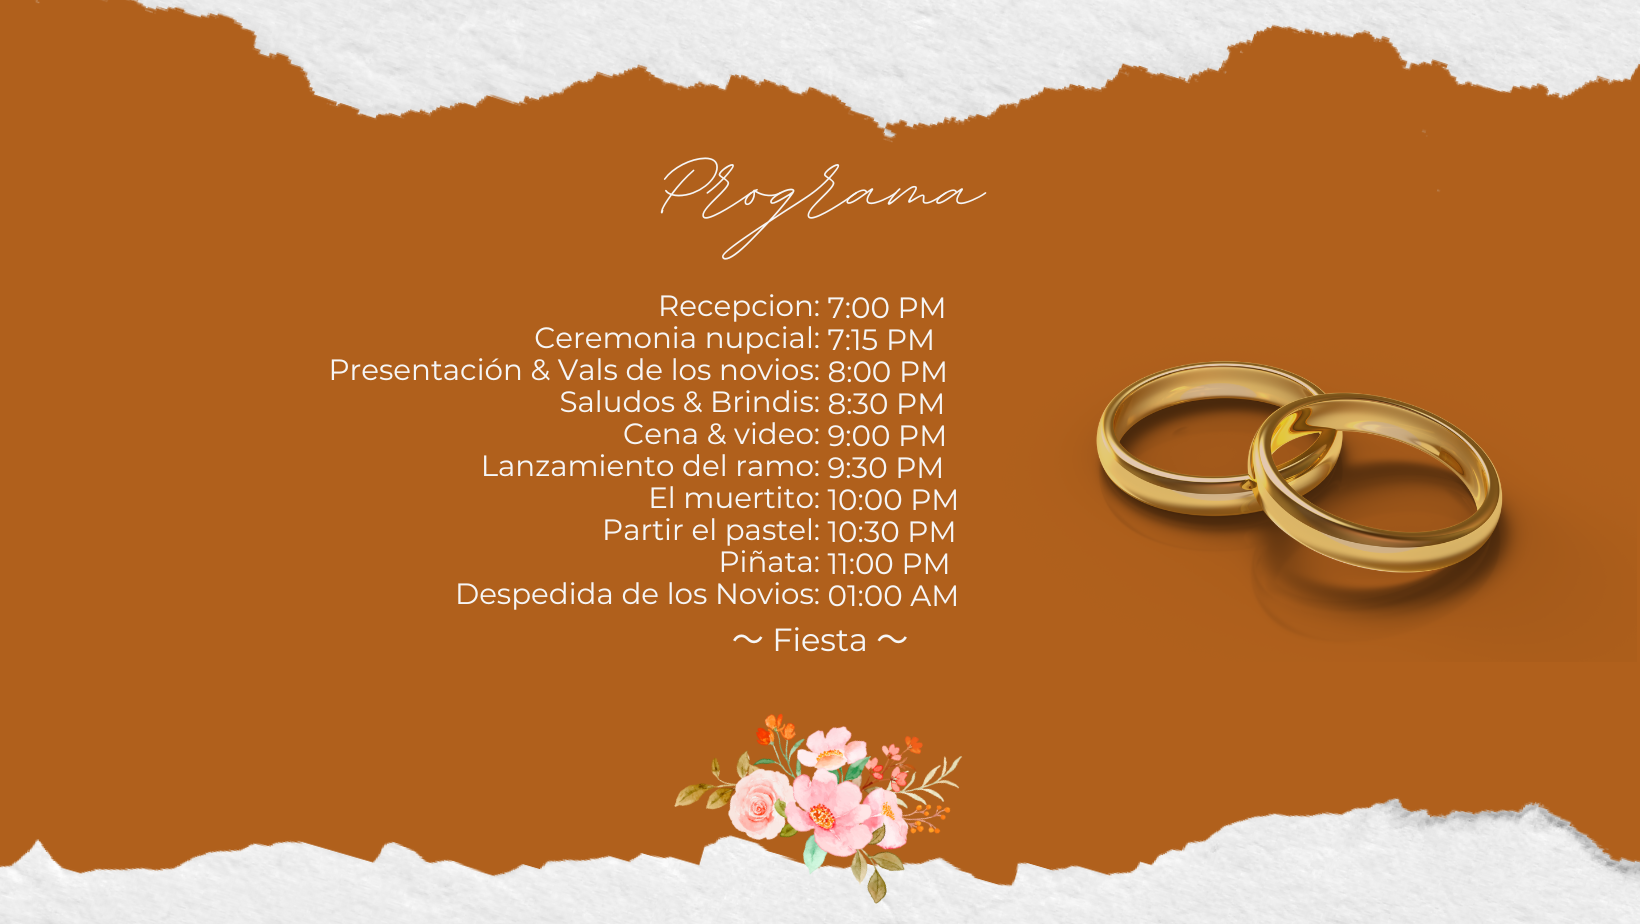 Programa
Recepcion: 7:00 PM
Ceremonia nupcial: 7:15 PM
Presentación & Vals de los novios: 8:00 PM
Saludos & Brindis: 8:30 PM
Cena & video: 9:00 PM
Lanzamiento del ramo: 9:30 PM
El muertito: 10:00 PM
Partir el pastel: 10:30 PM
Piñata: 11:00 PM
Despedida de los Novios: 01:00 AM
~ Fiesta ~